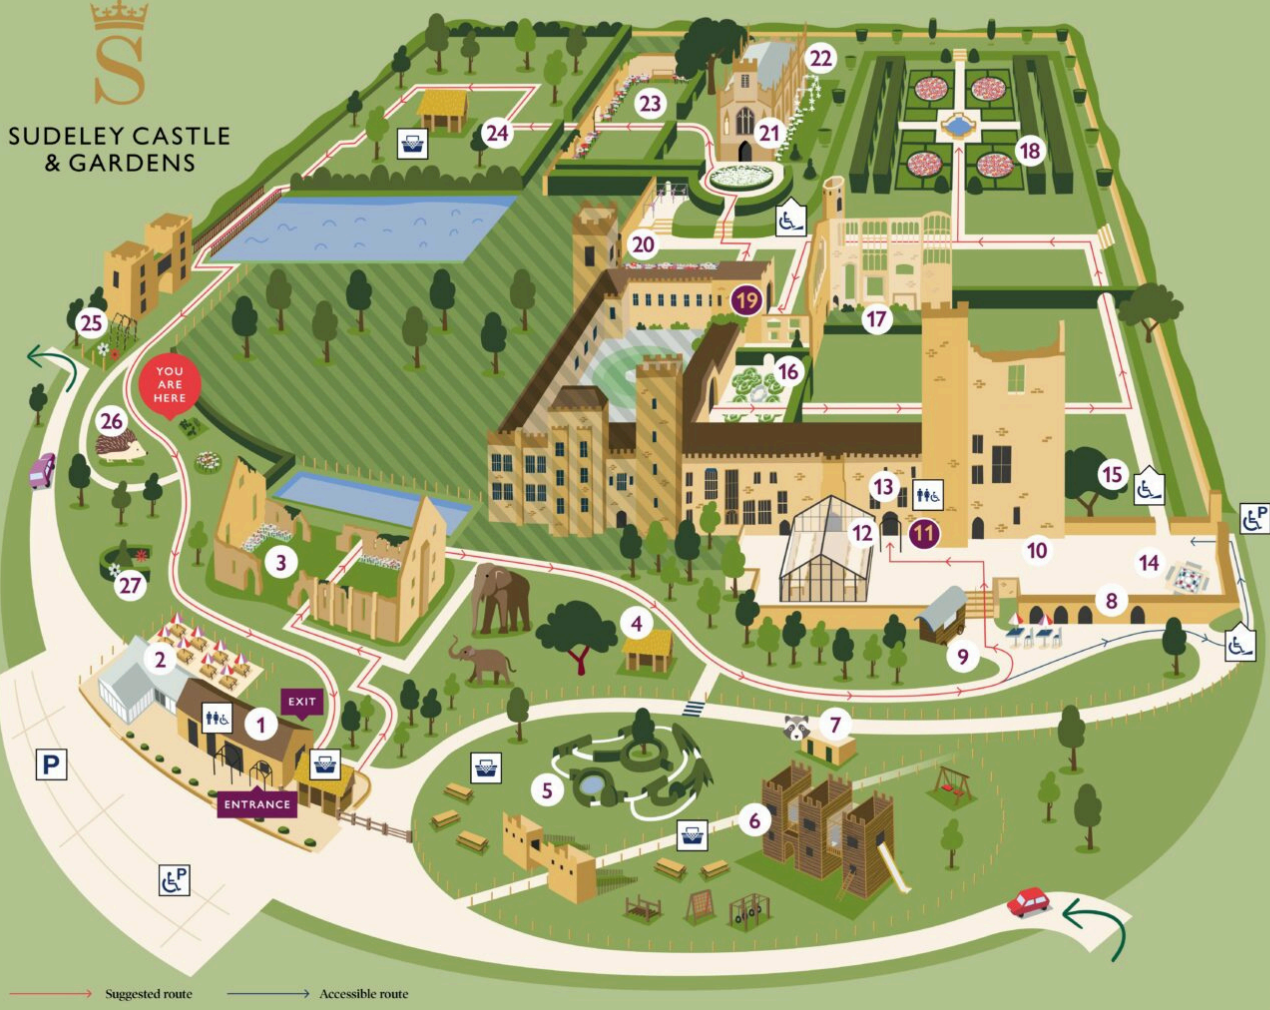 S
SUDELEY CASTLE
& GARDENS
22
23
21
24
18
20
19
17
25
YOU
ARE
HERE
16
26
15
13
P
12
11
10
3
14
27
8
4
9
2
EXIT
1
7
P
5
ENTRANCE
6
P
Suggested route
Accessible route